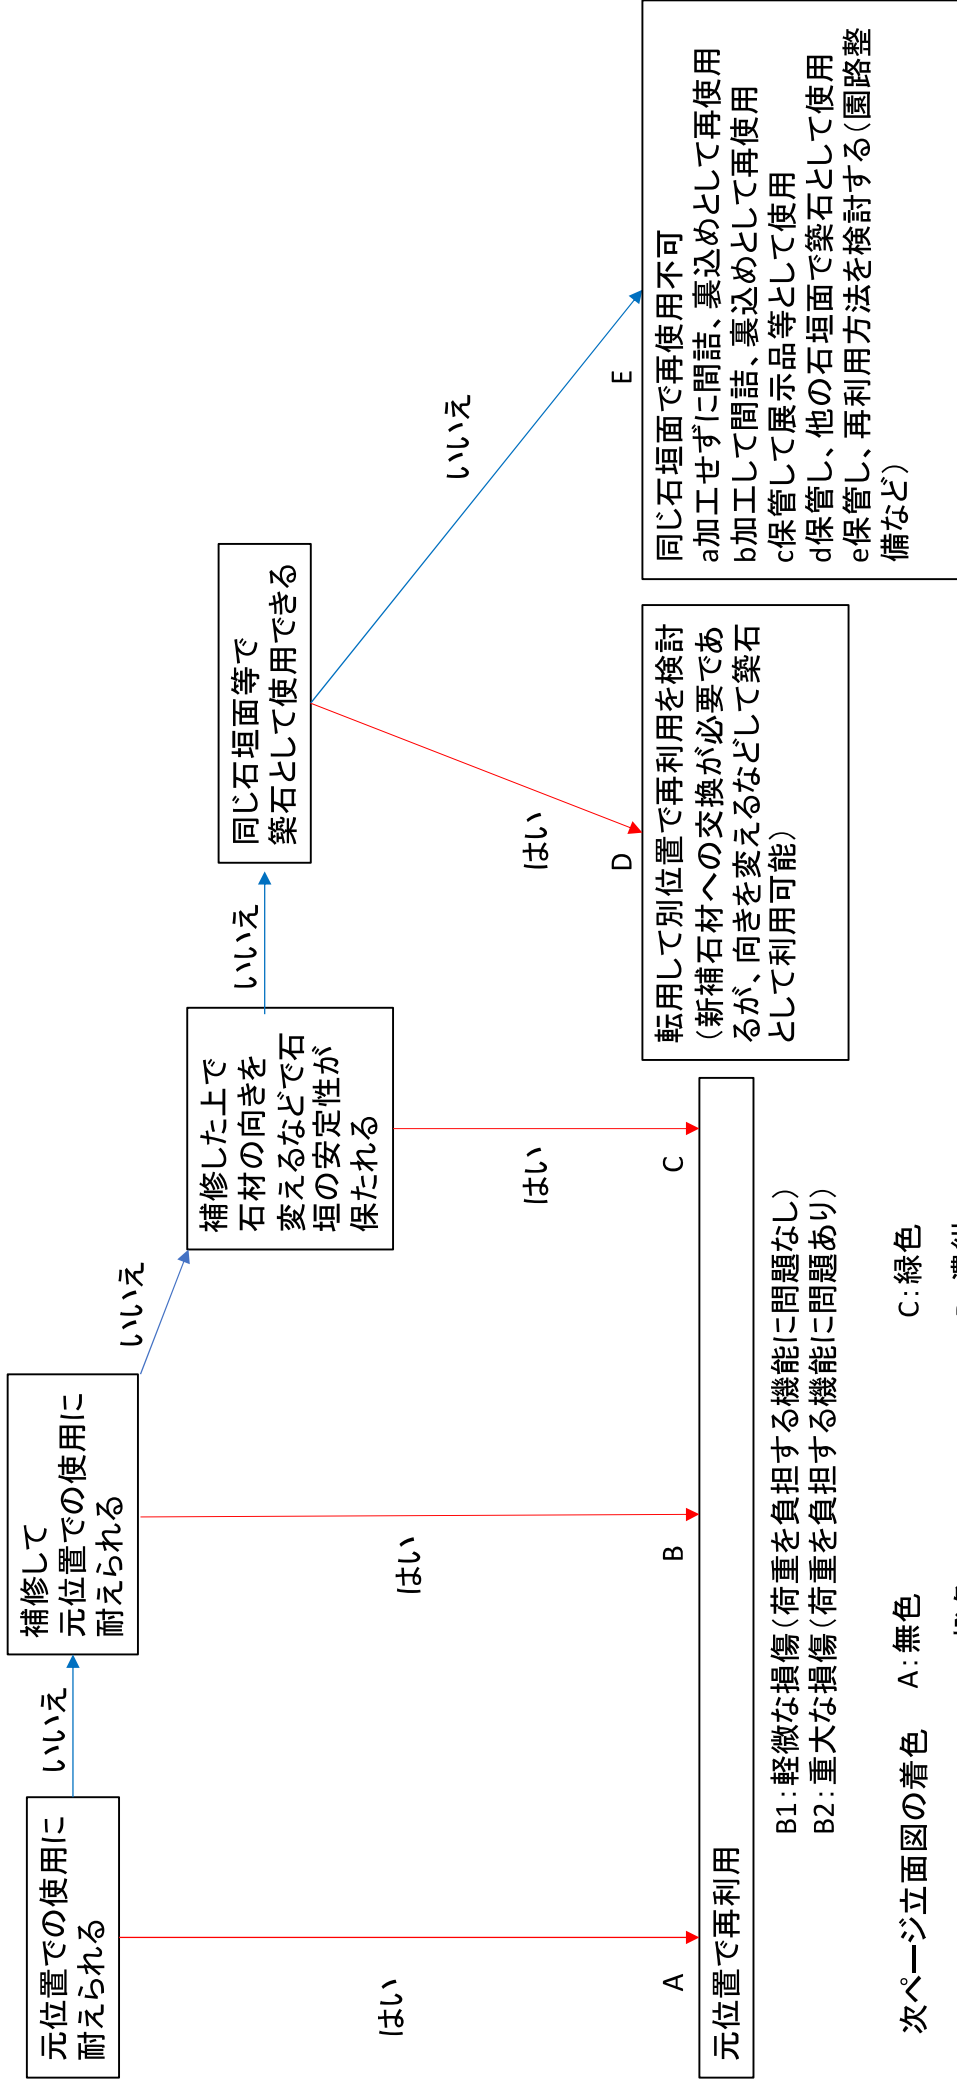 元位置での使用に
耐えられる
いいえ
補修して
元位置での使用に
耐えられる
いいえ
補修した上で
石材の向きを
変えるなどで石
垣の安定性が
保たれる
いいえ
同じ石垣面等で
築石として使用できる
いいえ
はい
はい
はい
はい
A
B
C
D
E
元位置で再利用
転用して別位置で再利用を検討
（新補石材への交換が必要であ
るが、向きを変えるなどして築石
として利用可能）
同じ石垣面で再使用不可
a加工せずに間詰、裏込めとして再使用
b加工して間詰、裏込めとして再使用
c保管して展示品等として使用
d保管し、他の石垣面で築石として使用
e保管し、再利用方法を検討する（園路整
備など）
B1：軽微な損傷（荷重を負担する機能に問題なし）
B2：重大な損傷（荷重を負担する機能に問題あり）
次ページ立面図の着色 A：無色 C：緑色